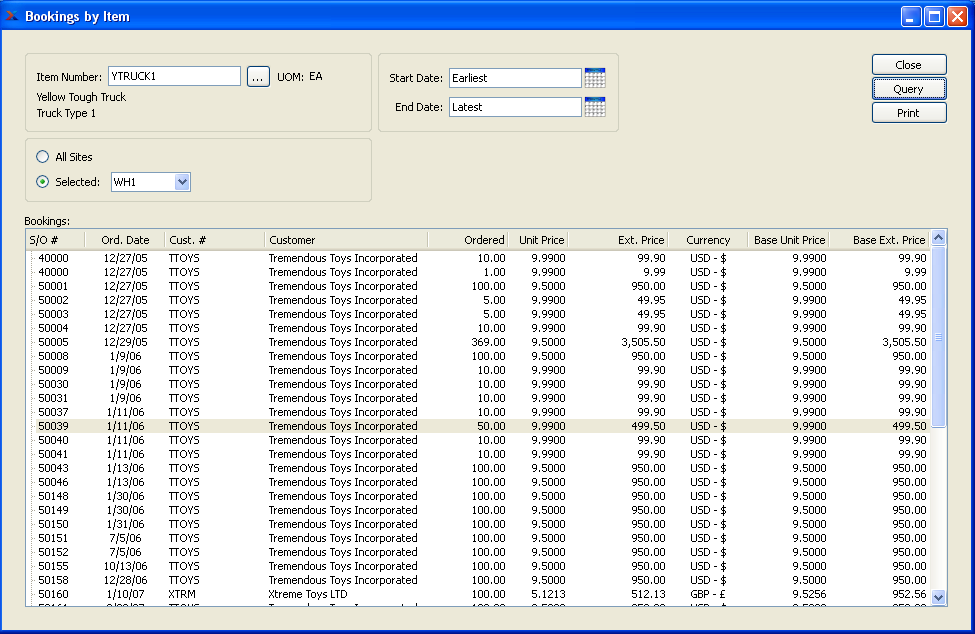 Bookings by Item
Item Number: YTRUCK1 ... UOM: EA
Yellow Tough Truck
Truck Type 1
Start Date: Earliest
End Date: Latest
Close
Query
Print
All Sites
Selected: WH1
Bookings:
S/O # Ord. Date Cust. # Customer Ordered Unit Price Ext. Price Currency Base Unit Price Base Ext. Price
40000 12/27/05 TTOYS Tremendous Toys Incorporated 10.00 9.9900 99.90 USD - $ 9.9900 99.90
40000 12/27/05 TTOYS Tremendous Toys Incorporated 1.00 9.9900 9.99 USD - $ 9.9900 9.99
50001 12/27/05 TTOYS Tremendous Toys Incorporated 100.00 9.5000 950.00 USD - $ 9.5000 950.00
50002 12/27/05 TTOYS Tremendous Toys Incorporated 5.00 9.9900 49.95 USD - $ 9.9900 49.95
50003 12/27/05 TTOYS Tremendous Toys Incorporated 5.00 9.9900 49.95 USD - $ 9.9900 49.95
50004 12/27/05 TTOYS Tremendous Toys Incorporated 10.00 9.9900 99.90 USD - $ 9.9900 99.90
50005 12/29/05 TTOYS Tremendous Toys Incorporated 369.00 9.5000 3,505.50 USD - $ 9.5000 3,505.50
50008 1/9/06 TTOYS Tremendous Toys Incorporated 100.00 9.5000 950.00 USD - $ 9.5000 950.00
50009 1/9/06 TTOYS Tremendous Toys Incorporated 10.00 9.9900 99.90 USD - $ 9.9900 99.90
50030 1/9/06 TTOYS Tremendous Toys Incorporated 10.00 9.9900 99.90 USD - $ 9.9900 99.90
50031 1/9/06 TTOYS Tremendous Toys Incorporated 10.00 9.9900 99.90 USD - $ 9.9900 99.90
50037 1/11/06 TTOYS Tremendous Toys Incorporated 10.00 9.9900 99.90 USD - $ 9.9900 99.90
50039 1/11/06 TTOYS Tremendous Toys Incorporated 50.00 9.9900 499.50 USD - $ 9.9900 499.50
50040 1/11/06 TTOYS Tremendous Toys Incorporated 10.00 9.9900 99.90 USD - $ 9.9900 99.90
50041 1/11/06 TTOYS Tremendous Toys Incorporated 10.00 9.9900 99.90 USD - $ 9.9900 99.90
50043 1/13/06 TTOYS Tremendous Toys Incorporated 100.00 9.5000 950.00 USD - $ 9.5000 950.00
50046 1/13/06 TTOYS Tremendous Toys Incorporated 100.00 9.5000 950.00 USD - $ 9.5000 950.00
50148 1/30/06 TTOYS Tremendous Toys Incorporated 100.00 9.5000 950.00 USD - $ 9.5000 950.00
50149 1/30/06 TTOYS Tremendous Toys Incorporated 100.00 9.5000 950.00 USD - $ 9.5000 950.00
50150 1/31/06 TTOYS Tremendous Toys Incorporated 100.00 9.5000 950.00 USD - $ 9.5000 950.00
50151 7/5/06 TTOYS Tremendous Toys Incorporated 100.00 9.5000 950.00 USD - $ 9.5000 950.00
50152 7/5/06 TTOYS Tremendous Toys Incorporated 100.00 9.5000 950.00 USD - $ 9.5000 950.00
50155 10/13/06 TTOYS Tremendous Toys Incorporated 100.00 9.5000 950.00 USD - $ 9.5000 950.00
50158 12/28/06 TTOYS Tremendous Toys Incorporated 100.00 9.5000 950.00 USD - $ 9.5000 950.00
50160 1/10/07 XTRM Xtreme Toys LTD 100.00 5.1213 512.13 GBP - £ 9.5256 952.56